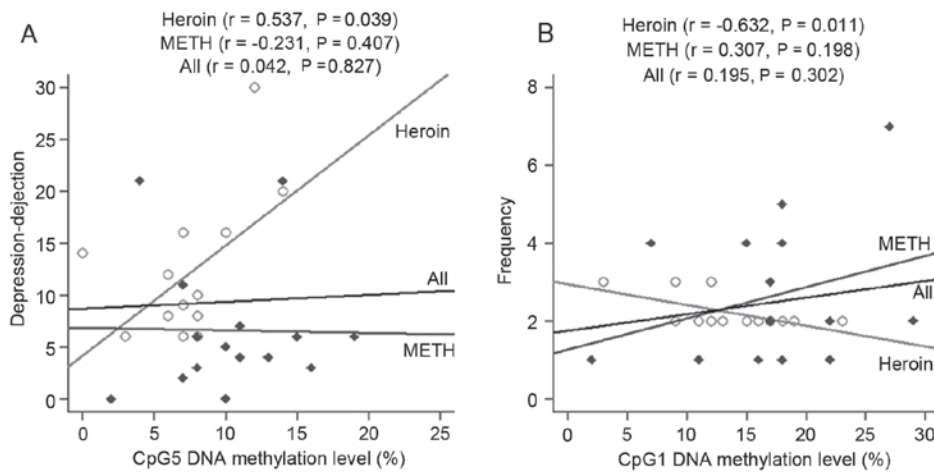 A
Heroin (r = 0.537, P = 0.039)
METH (r = -0.231, P = 0.407)
All (r = 0.042, P =0.827)
30
25
20
15
10
5
0
Depression-dejection
Heroin
All
METH
0 5 10 15 20 25
CpG5 DNA methylation level (%)
B
Heroin (r = -0.632, P = 0.011)
METH (r = 0.307, P = 0.198)
All (r = 0.195, P = 0.302)
8
6
4
2
0
Frequency
METH
All
Heroin
0 5 10 15 20 25 30
CpG1 DNA methylation level (%)